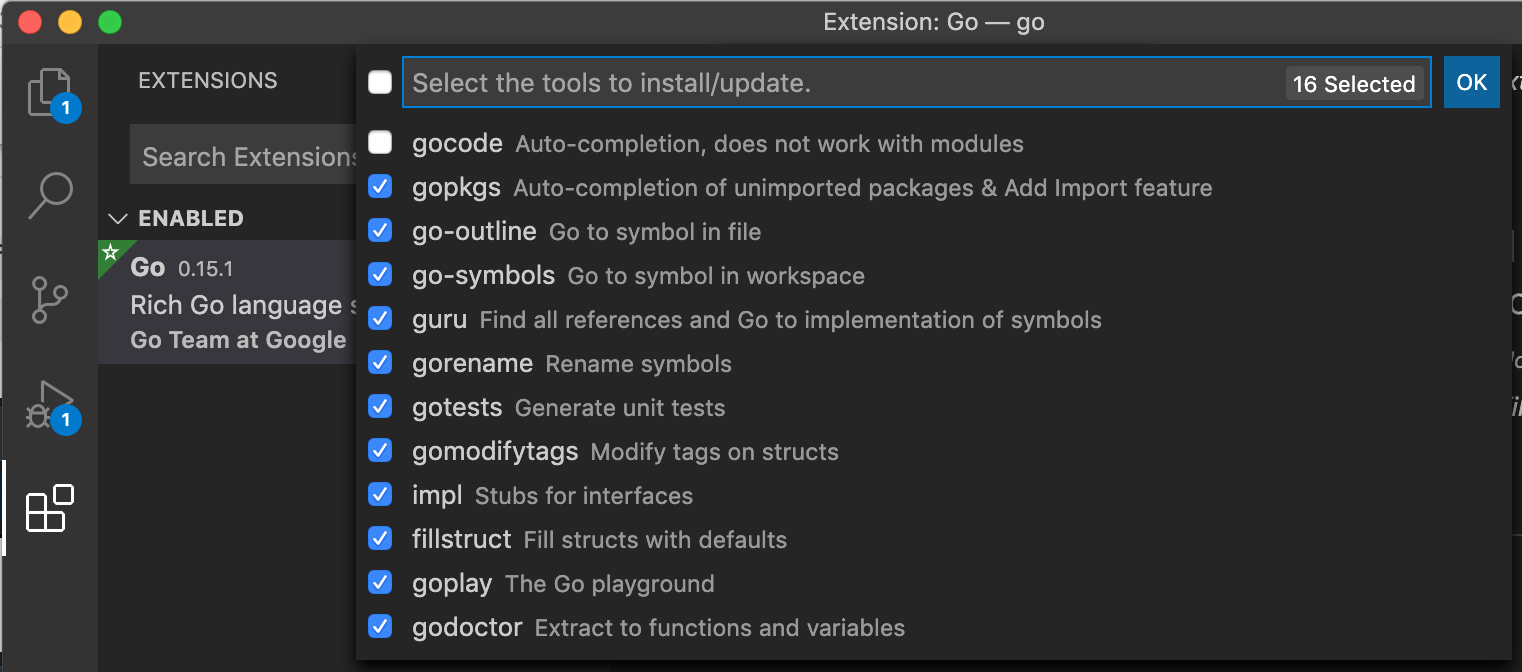 Extension: Go — go
EXTENSIONS
Search Extensions
ENABLED
Go 0.15.1
Rich Go language
Go Team at Google
1
1
Select the tools to install/update.
16 Selected
OK
gocode Auto-completion, does not work with modules
gopkgs Auto-completion of unimported packages & Add Import feature
go-outline Go to symbol in file
go-symbols Go to symbol in workspace
guru Find all references and Go to implementation of symbols
gorename Rename symbols
gotests Generate unit tests
gomodifytags Modify tags on structs
impl Stubs for interfaces
fillstruct Fill structs with defaults
goplay The Go playground
godoctor Extract to functions and variables